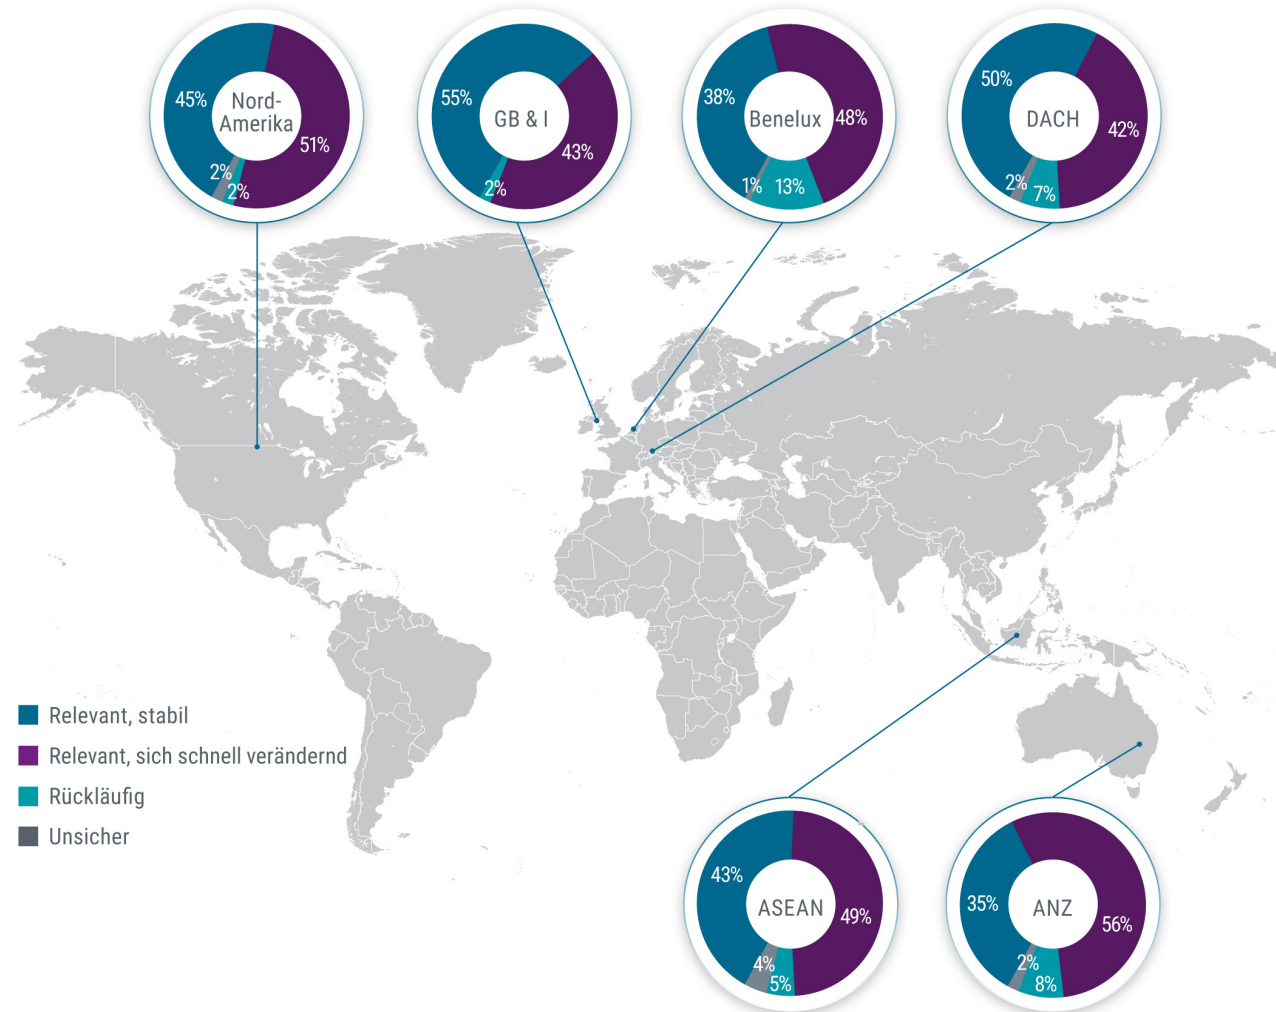 45%
Nord-
Amerika
51%
2%
2%
55%
GB & I
43%
2%
38%
Benelux
48%
1%
13%
50%
DACH
42%
2%
7%
Relevant, stabil
Relevant, sich schnell verändernd
Rückläufig
Unsicher
43%
ASEAN
49%
4%
5%
35%
ANZ
56%
2%
8%